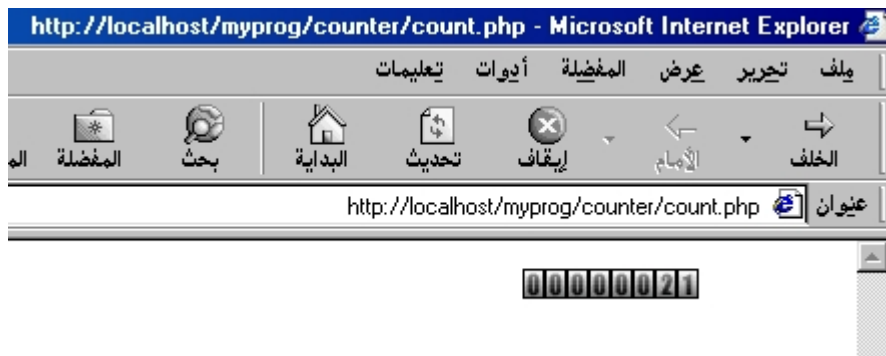 http://localhost/myprog/counter/count.php - Microsoft Internet Explorer
ملف تحرير عرض المفضلة أدوات تعليمات
الخلف الأمام إيقاف تحديث البداية بحث المفضلة
عنوان http://localhost/myprog/counter/count.php
00000021